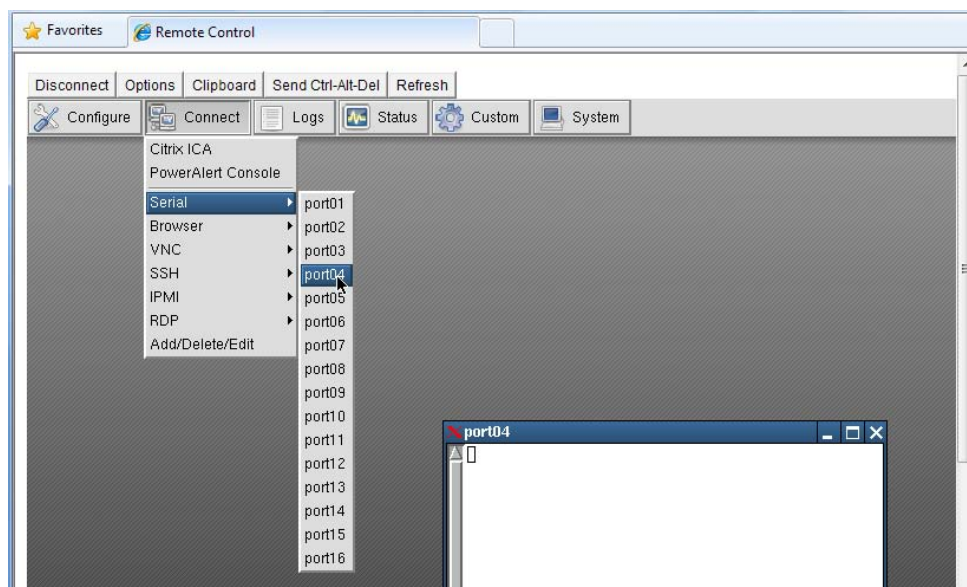 Favorites
Remote Control
Disconnect Options Clipboard Send Ctrl-Alt-Del Refresh
Configure Connect Logs Status Custom System
Citrix ICA
PowerAlert Console
Serial
Browser
VNC
SSH
IPMI
RDP
Add/Delete/Edit
port01
port02
port03
port04
port05
port06
port07
port08
port09
port10
port11
port12
port13
port14
port15
port16
port04